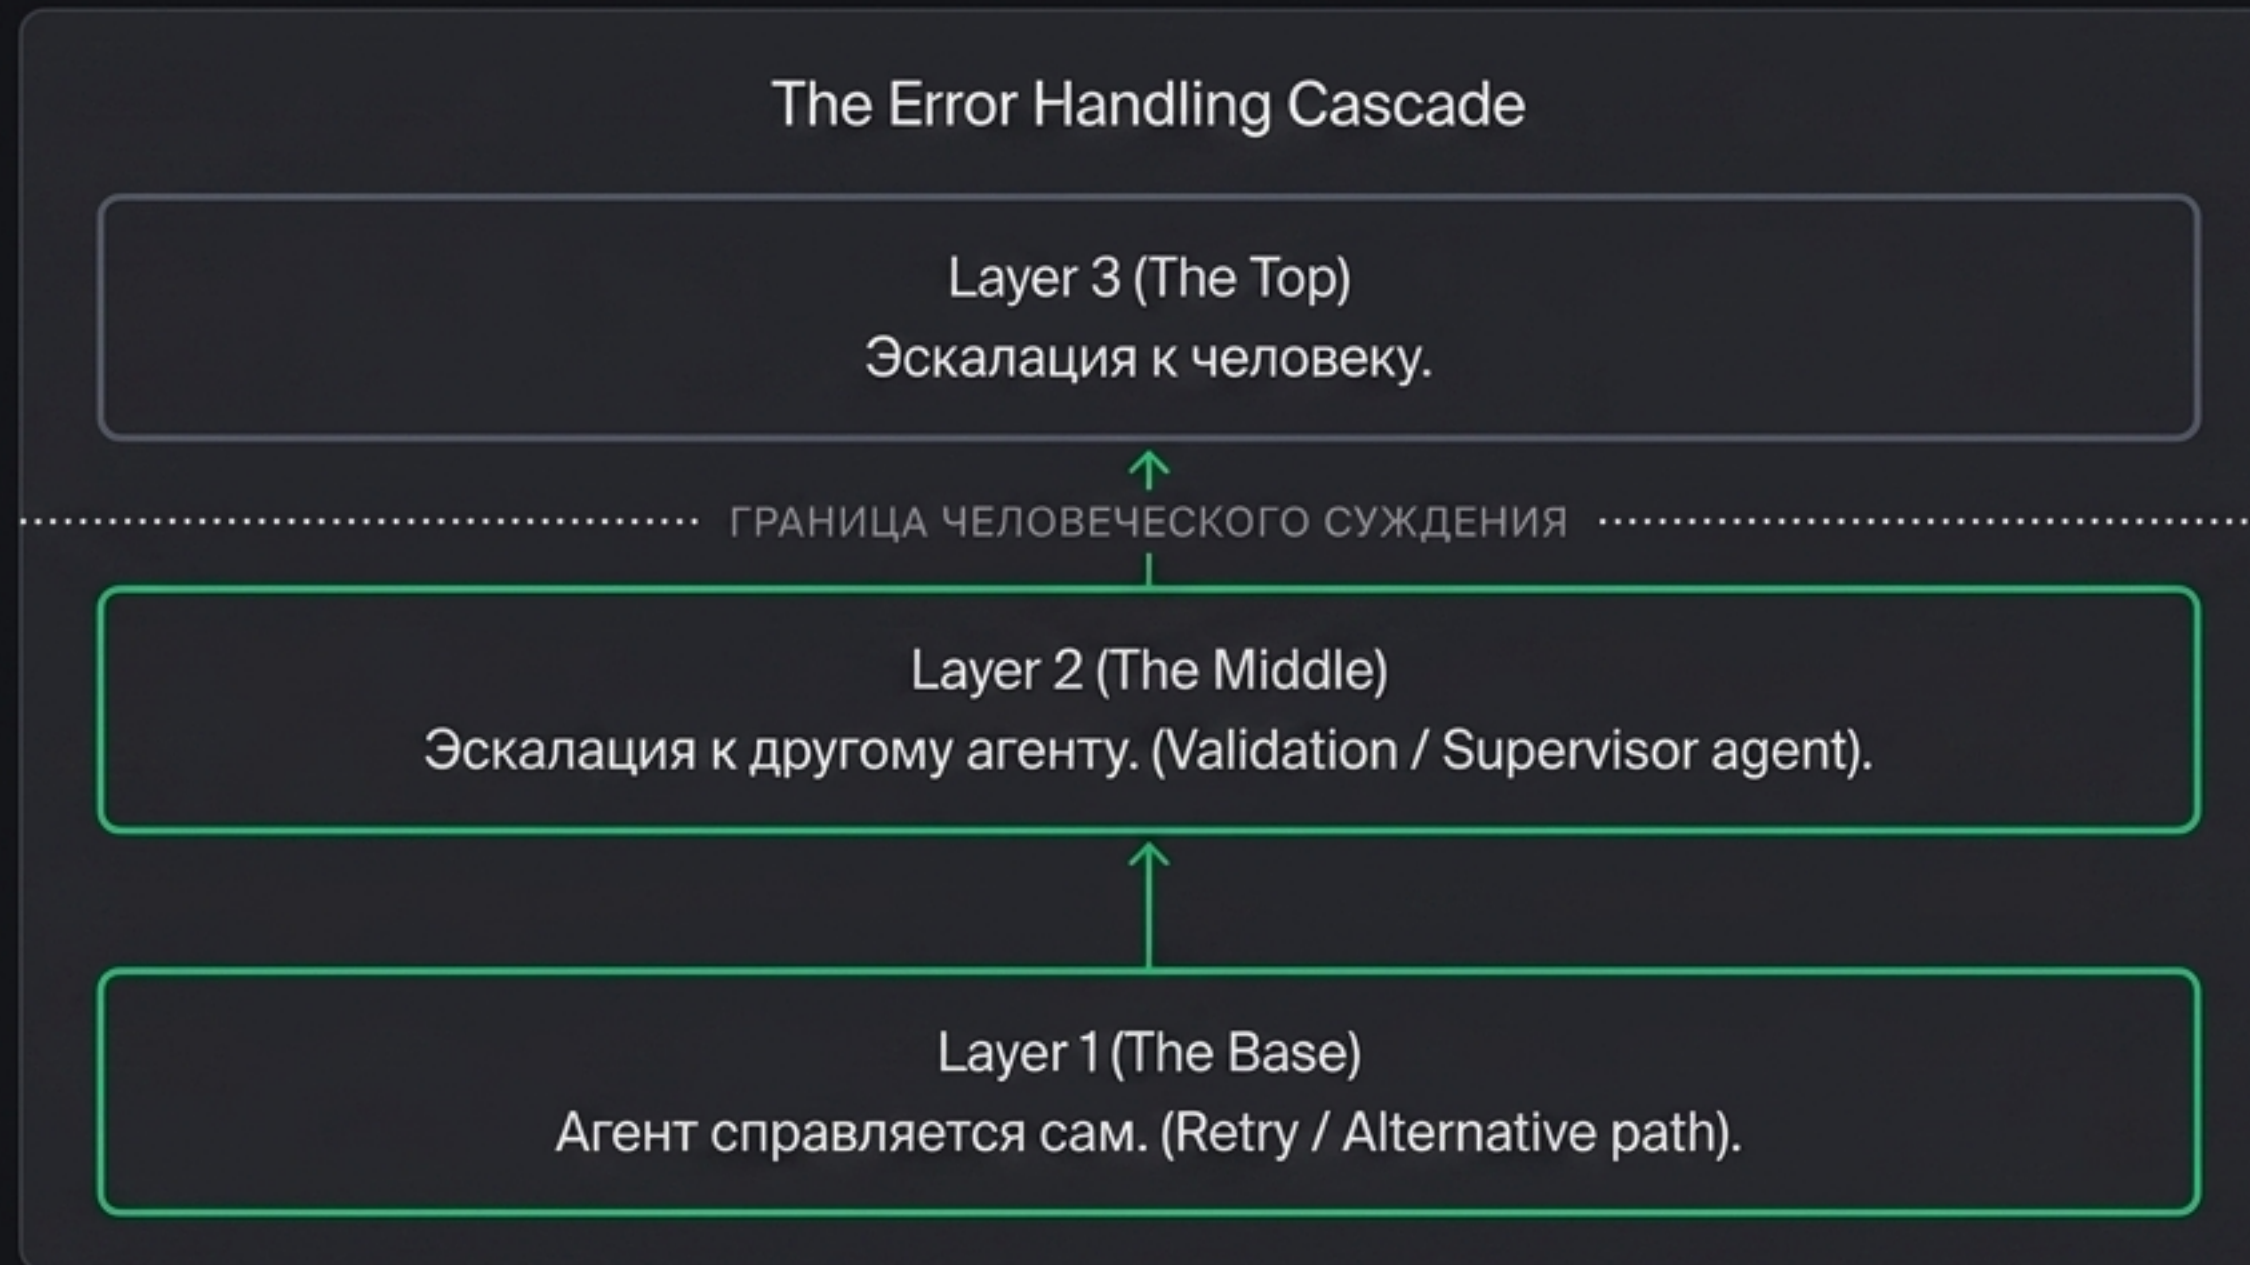 The Error Handling Cascade
Layer 3 (The Top)
Эскалация к человеку.
ГРАНИЦА ЧЕЛОВЕЧЕСКОГО СУЖДЕНИЯ
Layer 2 (The Middle)
Эскалация к другому агенту. (Validation / Supervisor agent).
Layer 1 (The Base)
Агент справляется сам. (Retry / Alternative path).